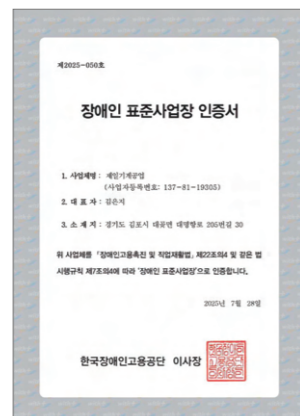 제2025-050호
장애인 표준사업장 인증서
1. 사업체명 : 제일기계공업
(사업자등록번호: 137-81-19305)
2. 대 표 자 : 김은지
3. 소 재 지 : 경기도 김포시 대곶면 대명항로 395번길 30
위 사업체를 「장애인고용촉진 및 직업재활법」 제22조의4 및 같은 법
시행규칙 제7조의4에 따라 '장애인 표준사업장'으로 인증합니다.
2025년 7월 28일
한국장애인고용공단 이사장